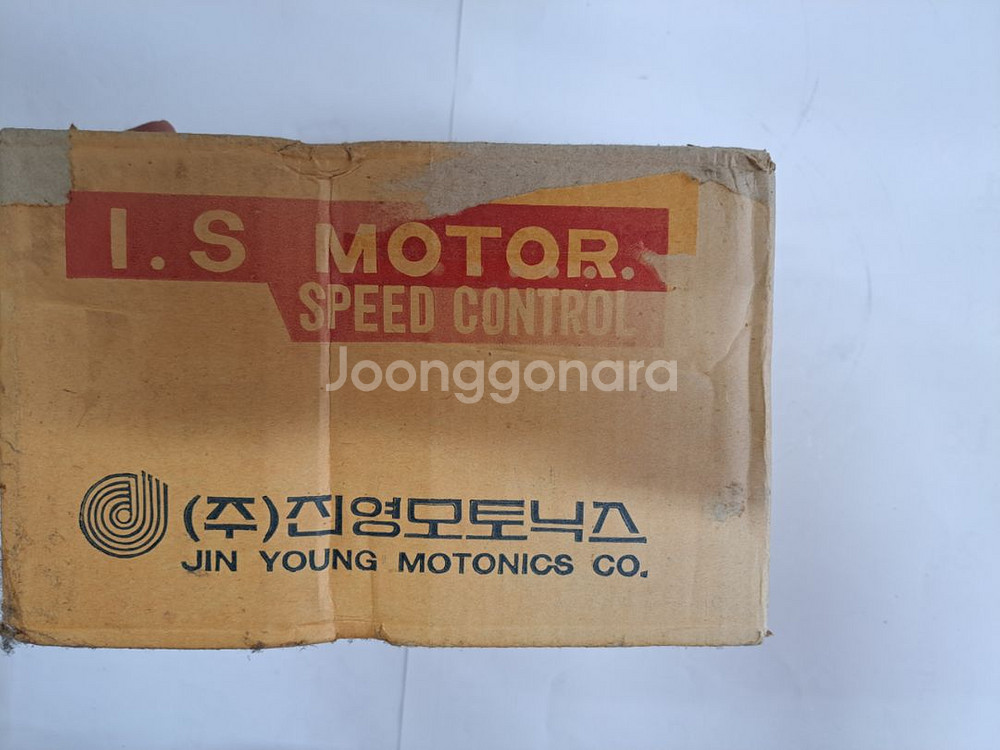 I.S MOTOR.
SPEED CONTROL
Joonggonara
(주)진영모토닉스
JIN YOUNG MOTONICS CO.